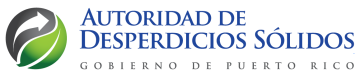 AUTORIDAD DE
DESPERDICIOS SÓLIDOS
GOBIERNO DE PUERTO RICO